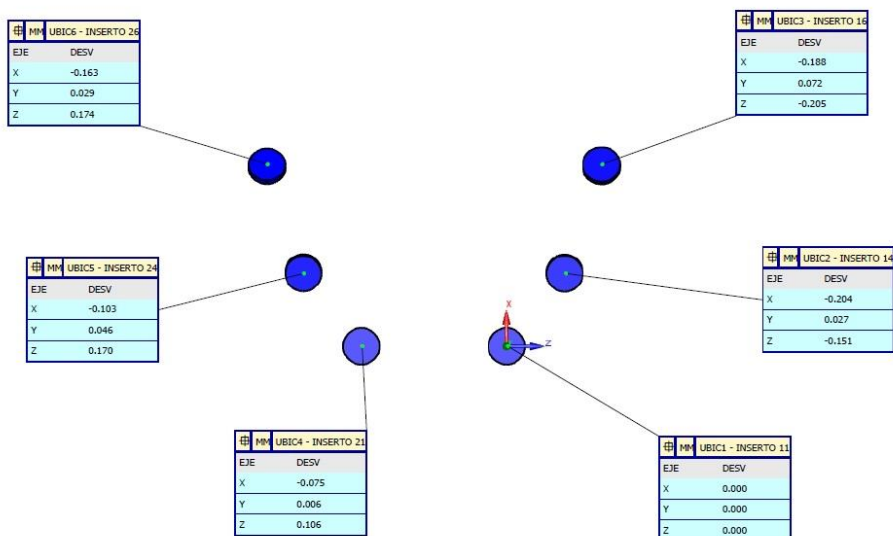 MM UBIC6 - INSERTO 26
EJE DESV
X -0.163
Y 0.029
Z 0.174
MM UBIC3 - INSERTO 16
EJE DESV
X -0.188
Y 0.072
Z -0.205
MM UBIC5 - INSERTO 24
EJE DESV
X -0.103
Y 0.046
Z 0.170
MM UBIC2 - INSERTO 14
EJE DESV
X -0.204
Y 0.027
Z -0.151
X
Z
MM UBIC4 - INSERTO 21
EJE DESV
X -0.075
Y 0.006
Z 0.106
MM UBIC1 - INSERTO 11
EJE DESV
X 0.000
Y 0.000
Z 0.000